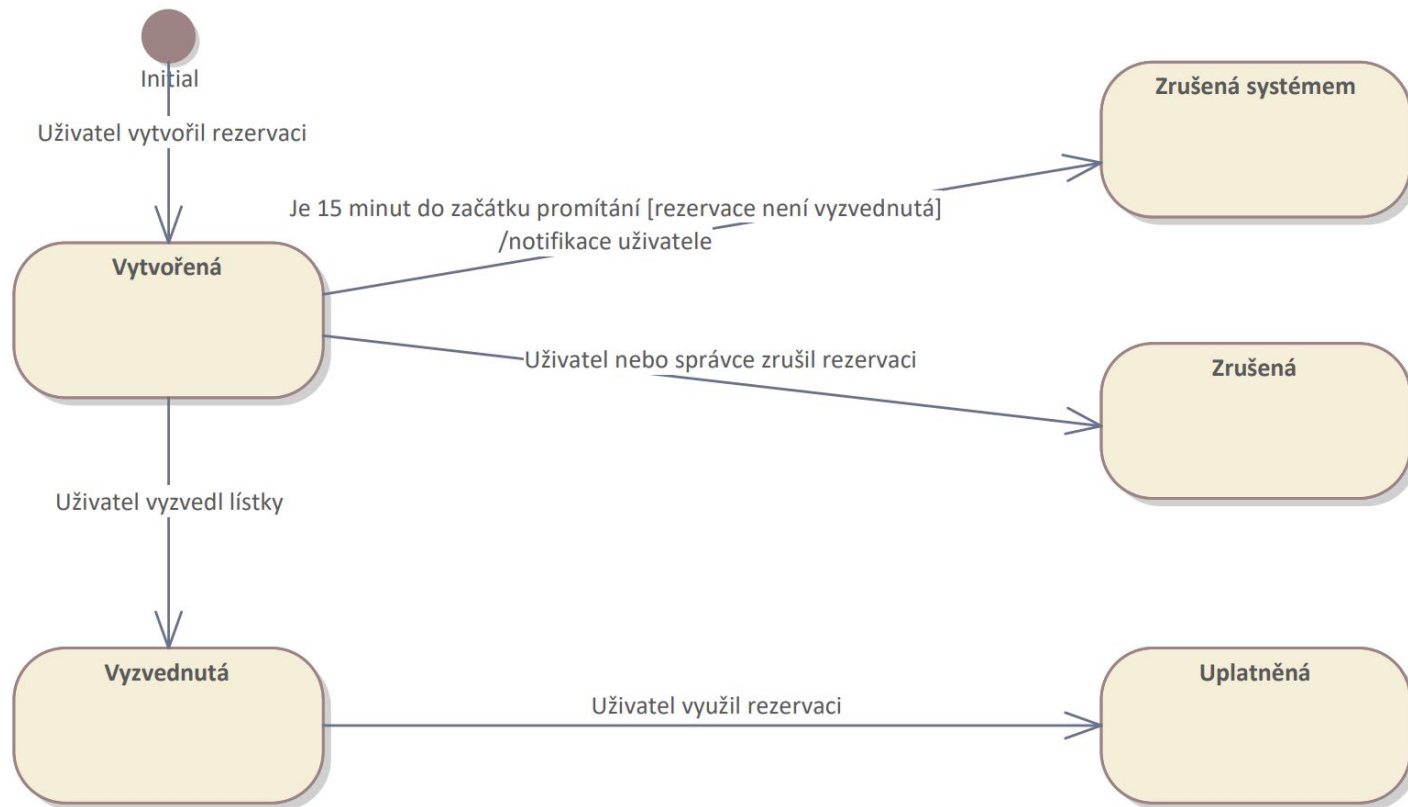 Initial
Uživatel vytvořil rezervaci
Zrušená systémem
Je 15 minut do začátku promítání [rezervace není vyzvednutá]
/notifikace uživatele
Vytvořená
Uživatel nebo správce zrušil rezervaci
Zrušená
Uživatel vyzvedl lístky
Vyzvednutá
Uživatel využil rezervaci
Uplatněná